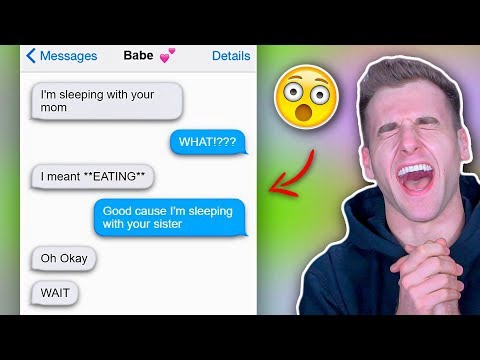 Messages Babe Details
I'm sleeping with your
mom
WHAT!???
I meant **EATING**
Good cause I'm sleeping
with your sister
Oh Okay
WAIT